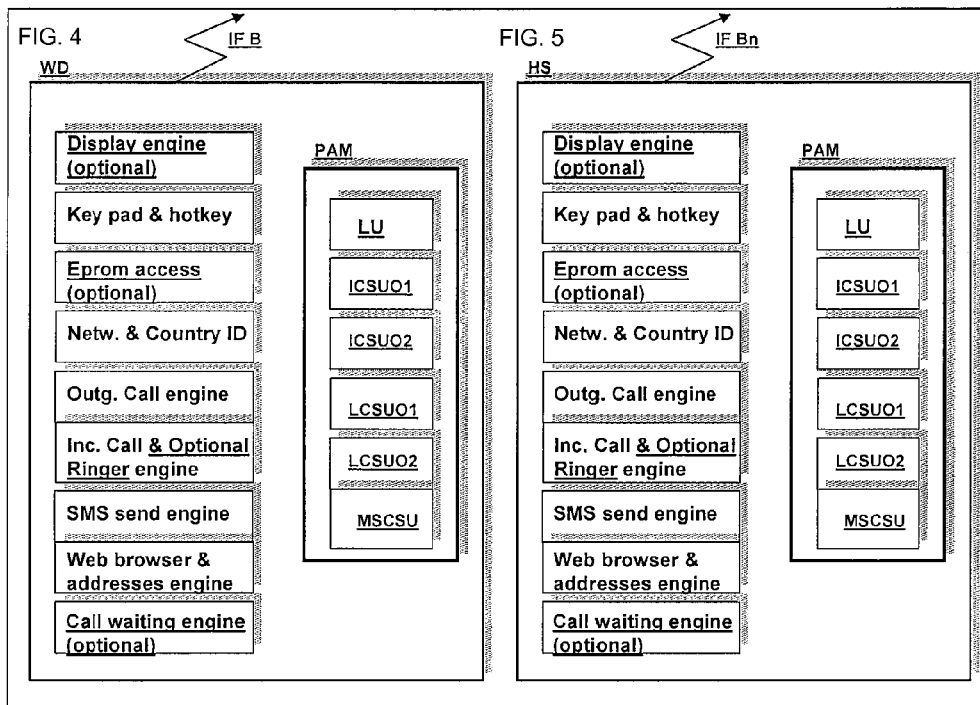 FIG. 4
IF B
WD
Display engine
(optional)
Key pad & hotkey
Eprom access
(optional)
Netw. & Country ID
Outg. Call engine
Inc. Call & Optional
Ringer engine
SMS send engine
Web browser &
addresses engine
Call waiting engine
(optional)
PAM
LU
ICSUO1
ICSUO2
LCSUO1
LCSUO2
MSCSU
FIG. 5
IF Bn
HS
Display engine
(optional)
Key pad & hotkey
Eprom access
(optional)
Netw. & Country ID
Outg. Call engine
Inc. Call & Optional
Ringer engine
SMS send engine
Web browser &
addresses engine
Call waiting engine
(optional)
PAM
LU
ICSUO1
ICSUO2
LCSUO1
LCSUO2
MSCSU